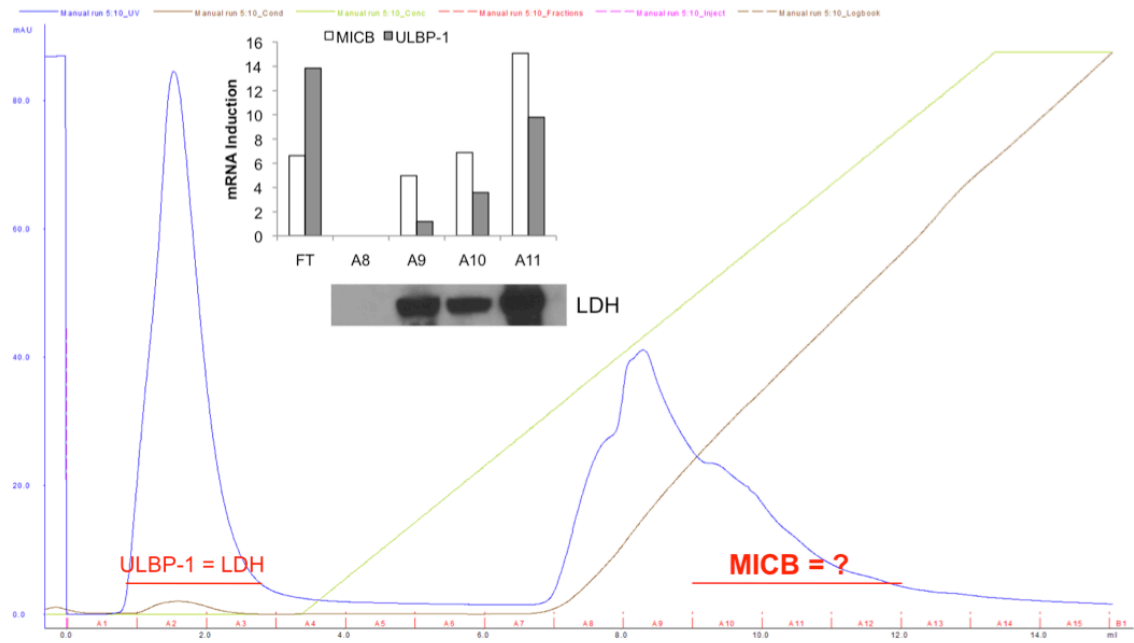 Manual run 5:10_UV Manual run 5:10_Cond Manual run 5:10_Conc Manual run 5:10_Fractions Manual run 5:10_Inject Manual run 5:10_Logbook
mAU
80.0
60.0
40.0
20.0
0.0
MICB ULBP-1
mRNA Induction
16
14
12
10
8
6
4
2
0
FT A8 A9 A10 A11
LDH
ULBP-1 = LDH
MICB = ?
A1 A2 A3 A4 A5 A6 A7 A8 A9 A10 A11 A12 A13 A14 A15 B1
0.0 2.0 4.0 6.0 8.0 10.0 12.0 14.0 ml